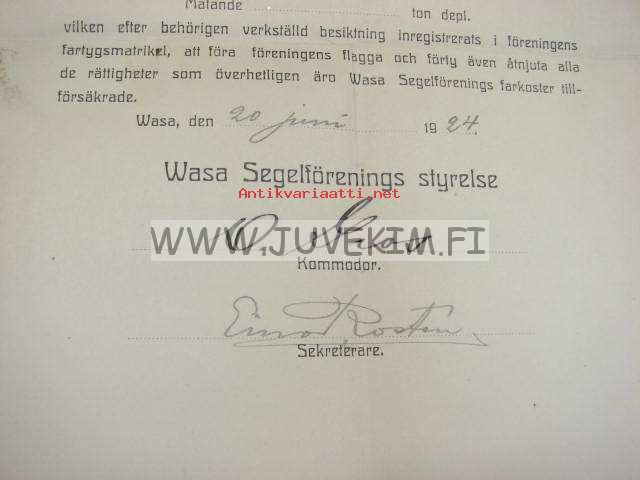 Mätande ton depl.
vilken efter behörigen verkställd besiktning inregistrerats i föreningens
fartygsmatrikel, att föra föreningens flagga och förty även åtnjuta alla
de rättigheter som överhetligen äro Wasa Segelförenings farkoster till-
försäkrade.
Wasa, den 20 juni 1924.
Wasa Segelförenings styrelse
Antikvariaatti.net
WWW.JUVEKIM.FI
Kommodor.
Einar Rosten
Sekreterare.